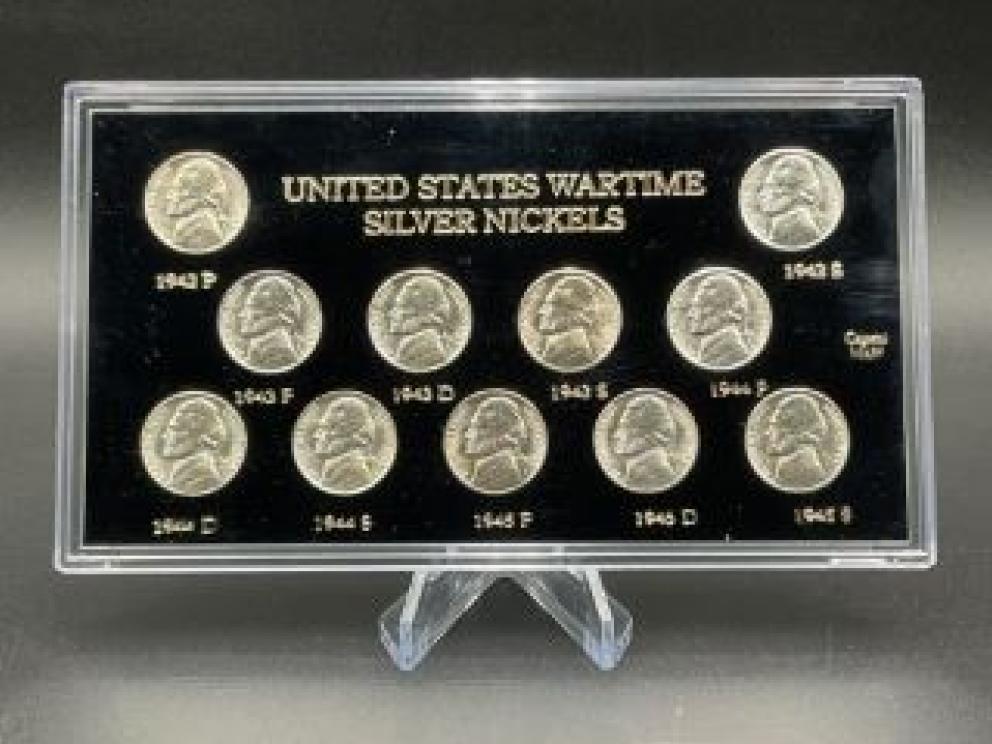 UNITED STATES WARTIME
SILVER NICKELS
1942 P
1942 S
1943 P
1943 D
1943 S
1944 P
1944 D
1944 S
1945 P
1945 D
1945 S